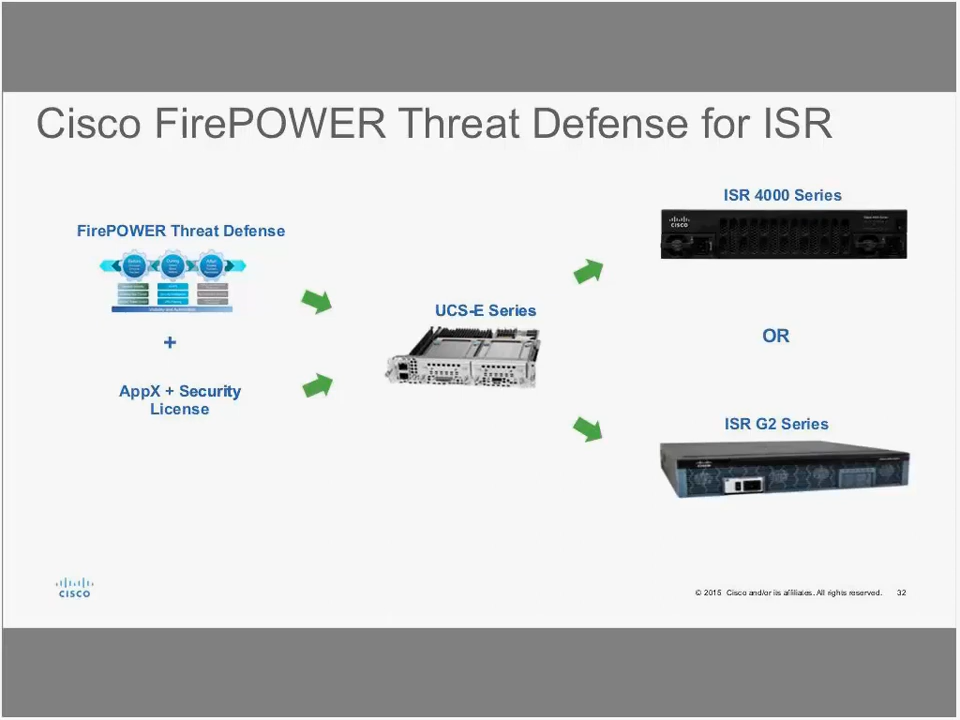 Cisco FirePOWER Threat Defense for ISR
ISR 4000 Series
FirePOWER Threat Defense
CISCO
UCS-E Series
+
OR
AppX + Security
License
ISR G2 Series
CISCO
© 2015 Cisco and/or its affiliates. All rights reserved. 32